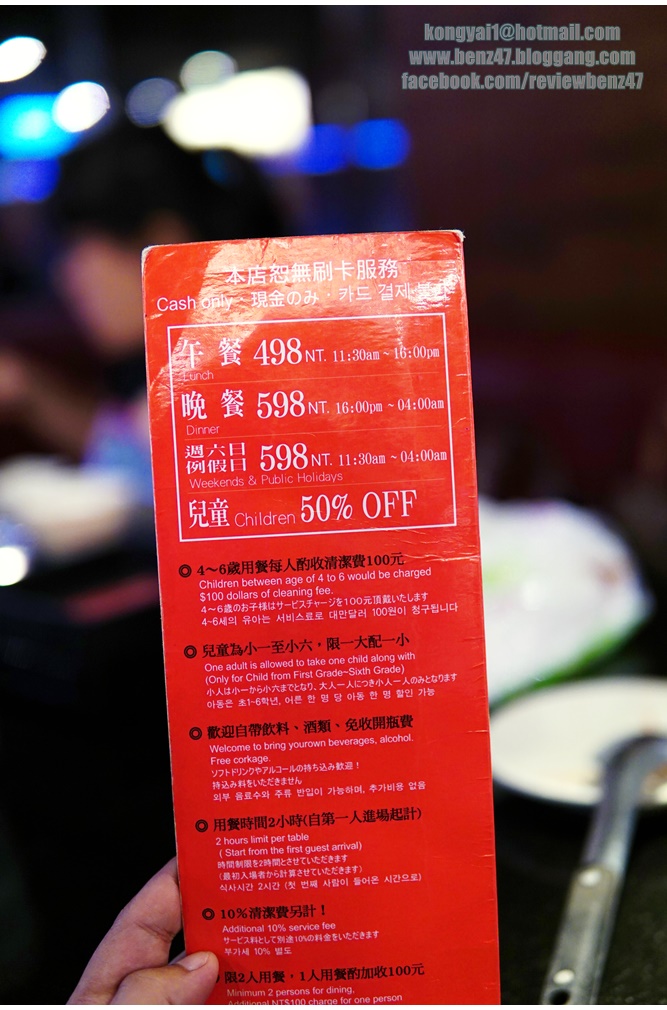 kongyai1@hotmail.com
www.benz47.bloggang.com
facebook.com/reviewbenz47
本店恕無刷卡服務
Cash only · 現金のみ · 카드 결제 불가
午餐 498 NT. 11:30am ~ 16:00pm
Lunch
晚餐 598 NT. 16:00pm ~ 04:00am
Dinner
週六日
例假日 598 NT. 11:30am ~ 04:00am
Weekends & Public Holidays
兒童 Children 50% OFF
◎ 4～6歲用餐每人酌收清潔費100元
Children between age of 4 to 6 would be charged
$100 dollars of cleaning fee.
4～6歳のお子様はサービスチャージを100元頂戴いたします
4~6세의 유아는 서비스료로 대만달러 100원이 청구됩니다
◎ 兒童為小一至小六，限一大配一小
One adult is allowed to take one child along with
(Only for Child from First Grade~Sixth Grade)
小人は小一から小六までとなり、大人一人につき小人一人のみとなります
아동은 초1~6학년, 어른 한 명 당 아동 한 명 할인 가능
◎ 歡迎自帶飲料、酒類、免收開瓶費
Welcome to bring yourown beverages, alcohol.
Free corkage.
ソフトドリンクやアルコールの持ち込み歓迎！
持込み料をいただきません
외부 음료수와 주류 반입이 가능하며, 추가비용 없음
◎ 用餐時間2小時(自第一人進場起計)
2 hours limit per table
( Start from the first guest arrival)
時間制限を2時間とさせていただきます
（最初入場者から計算させていただきます）
식사시간 2시간 (첫 번째 사람이 들어온 시간으로)
◎ 10%清潔費另計！
Additional 10% service fee
サービス料として別途10%の料金をいただきます
부가세 10% 별도
限2人用餐，1人用餐酌加收100元
Minimum 2 persons for dining,
Additional NT$100 charge for one person